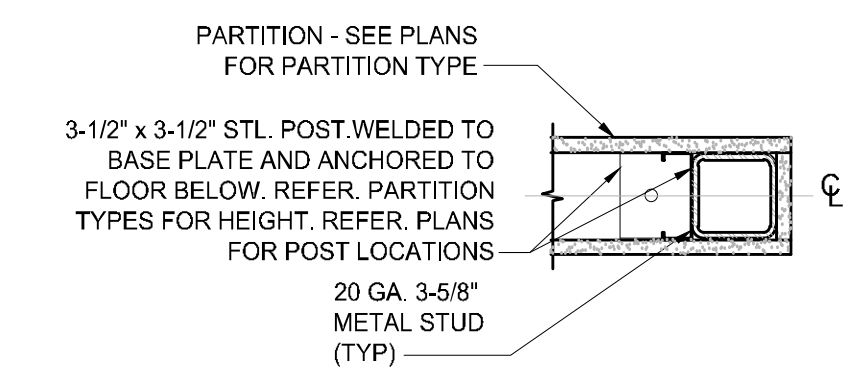 PARTITION - SEE PLANS
FOR PARTITION TYPE
3-1/2" x 3-1/2" STL. POST.WELDED TO
BASE PLATE AND ANCHORED TO
FLOOR BELOW. REFER. PARTITION
TYPES FOR HEIGHT. REFER. PLANS
FOR POST LOCATIONS
20 GA. 3-5/8"
METAL STUD
(TYP)
℄